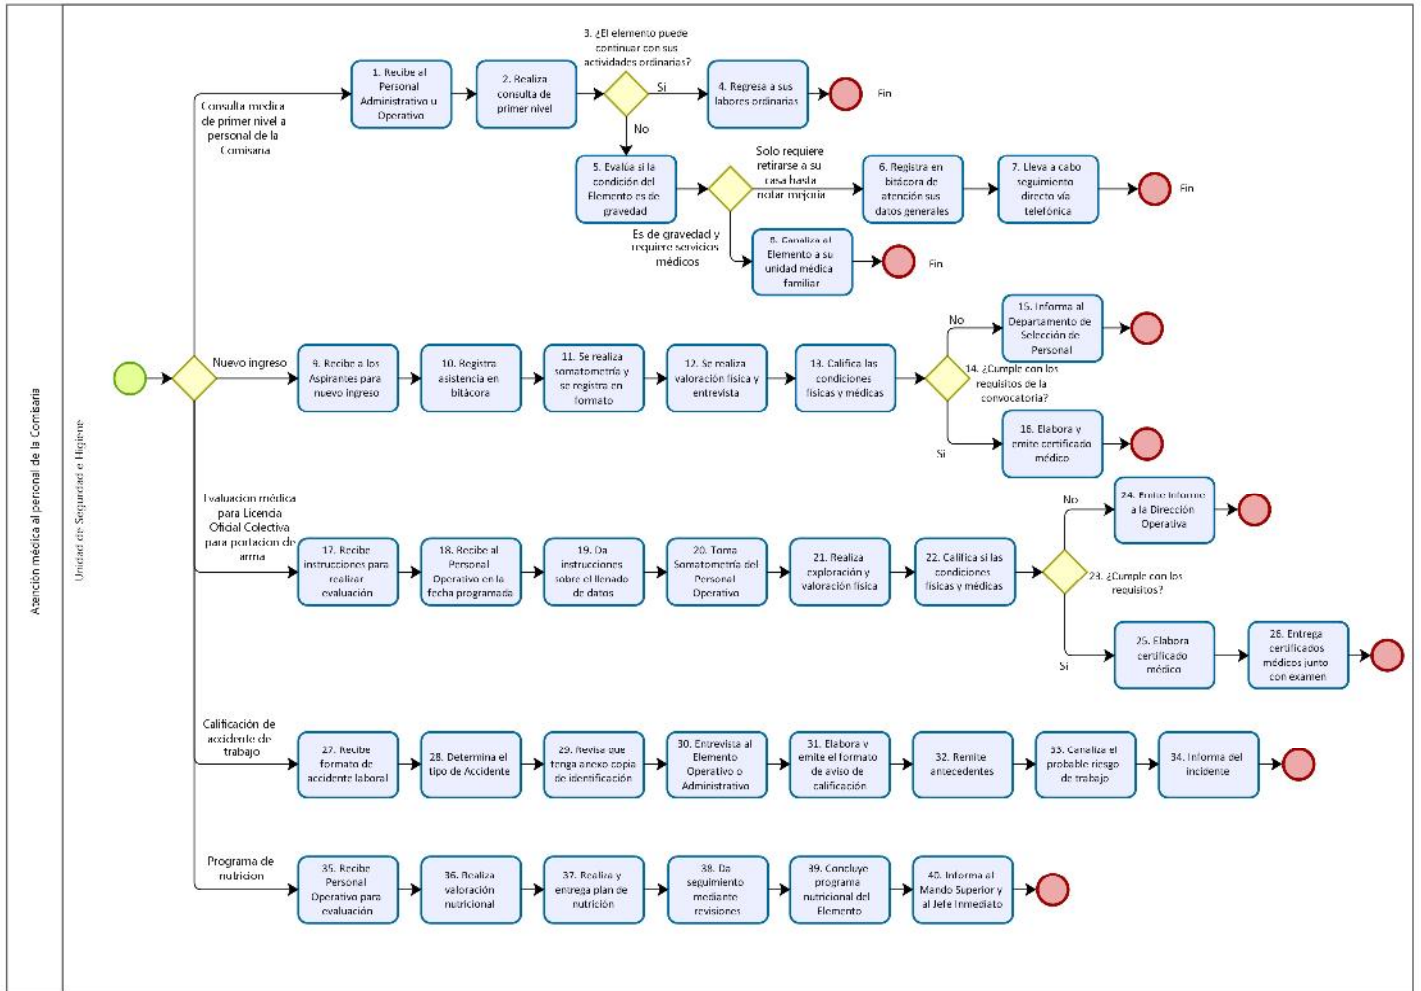 Atención médica al personal de la Comisaría
Unidad de Seguridad e Higiene
Consulta medica
de primer nivel a
personal de la
Comisaria
1. Recibe al
Personal
Administrativo u
Operativo
2. Realiza
consulta de
primer nivel
3. ¿El elemento puede
continuar con sus
actividades ordinarias?
Si
4. Regresa a sus
labores ordinarias
Fin
No
5. Evalúa si la
condición del
Elemento es de
gravedad
Solo requiere
retirarse a su
casa hasta
notar mejoría
6. Registra en
bitácora de
atención sus
datos generales
7. Lleva a cabo
seguimiento
directo vía
telefónica
Fin
Es de gravedad y
requiere servicios
médicos
8. Canaliza al
Elemento a su
unidad médica
familiar
Fin
Nuevo ingreso
9. Recibe a los
Aspirantes para
nuevo ingreso
10. Registra
asistencia en
bitácora
11. Se realiza
somatometría y
se registra en
formato
12. Se realiza
valoración física y
entrevista
13. Califica las
condiciones
físicas y médicas
14. ¿Cumple con los
requisitos de la
convocatoria?
No
15. Informa al
Departamento de
Selección de
Personal
Si
16. Elabora y
emite certificado
médico
Evaluacion médica
para Licencia
Oficial Colectiva
para portacion de
arma
17. Recibe
instrucciones para
realizar
evaluación
18. Recibe al
Personal
Operativo en la
fecha programada
19. Da
instrucciones
sobre el llenado
de datos
20. Toma
Somatometría del
Personal
Operativo
21. Realiza
exploración y
valoración física
22. Califica si las
condiciones
físicas y médicas
23. ¿Cumple con los
requisitos?
No
24. Emite Informe
a la Dirección
Operativa
Si
25. Elabora
certificado
médico
26. Entrega
certificados
médicos junto
con examen
Calificación de
accidente de
trabajo
27. Recibe
formato de
accidente laboral
28. Determina el
tipo de Accidente
29. Revisa que
tenga anexo copia
de identificación
30. Entrevista al
Elemento
Operativo o
Administrativo
31. Elabora y
emite el formato
de aviso de
calificación
32. Remite
antecedentes
33. Canaliza el
probable riesgo
de trabajo
34. Informa del
incidente
Programa de
nutricion
35. Recibe
Personal
Operativo para
evaluación
36. Realiza
valoración
nutricional
37. Realiza y
entrega plan de
nutrición
38. Da
seguimiento
mediante
revisiones
39. Concluye
programa
nutricional del
Elemento
40. Informa al
Mando Superior y
al Jefe Inmediato